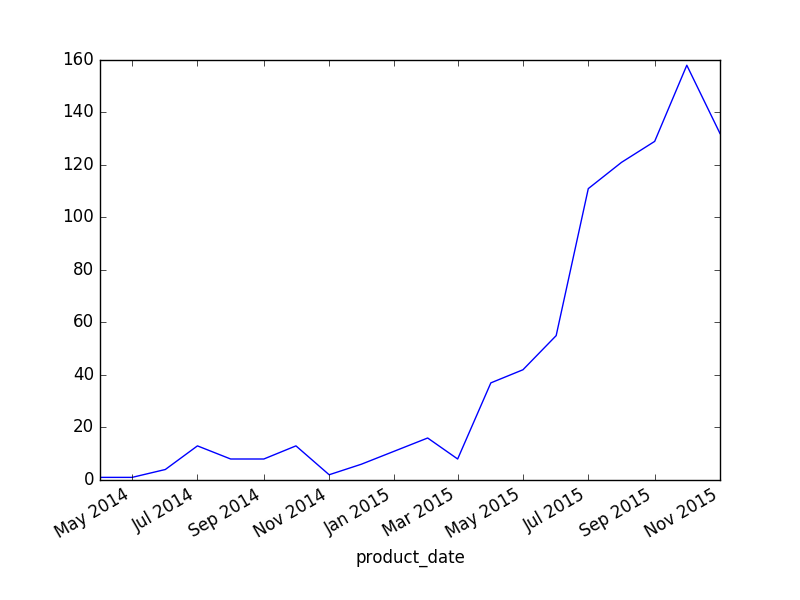 160
140
120
100
80
60
40
20
0
May 2014
Jul 2014
Sep 2014
Nov 2014
Jan 2015
Mar 2015
May 2015
Jul 2015
Sep 2015
Nov 2015
product_date